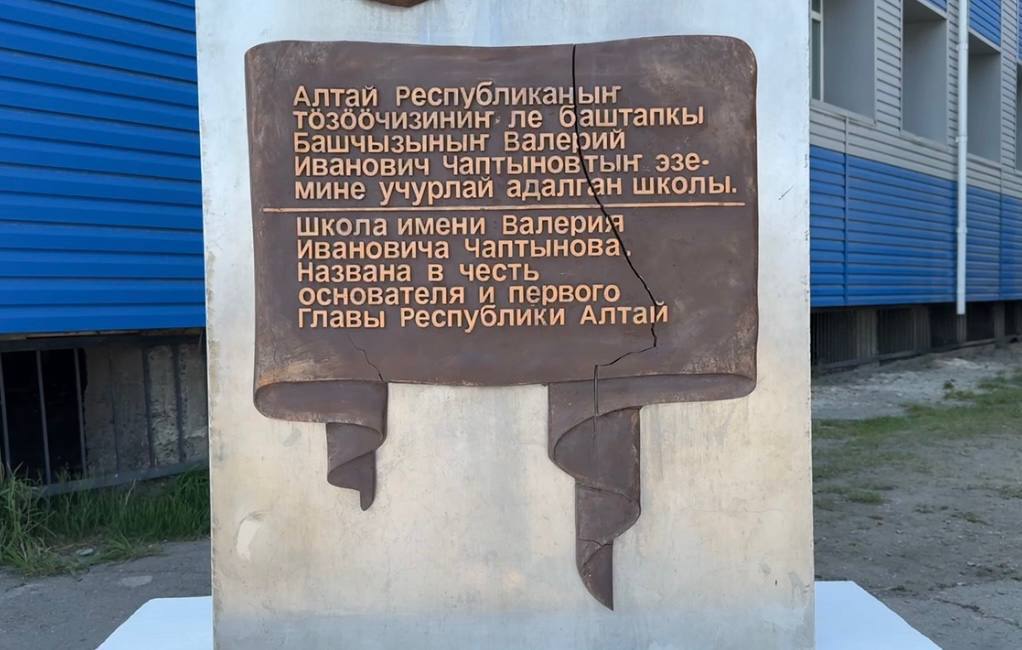 Алтай Республиканыҥ
тӧзӧӧчизиниҥ ле баштапкы
Башчызыныҥ Валерий
Иванович Чаптыновтыҥ эзе-
мине учурлай адалган школы.
Школа имени Валерия
Ивановича Чаптынова.
Названа в честь
основателя и первого
Главы Республики Алтай